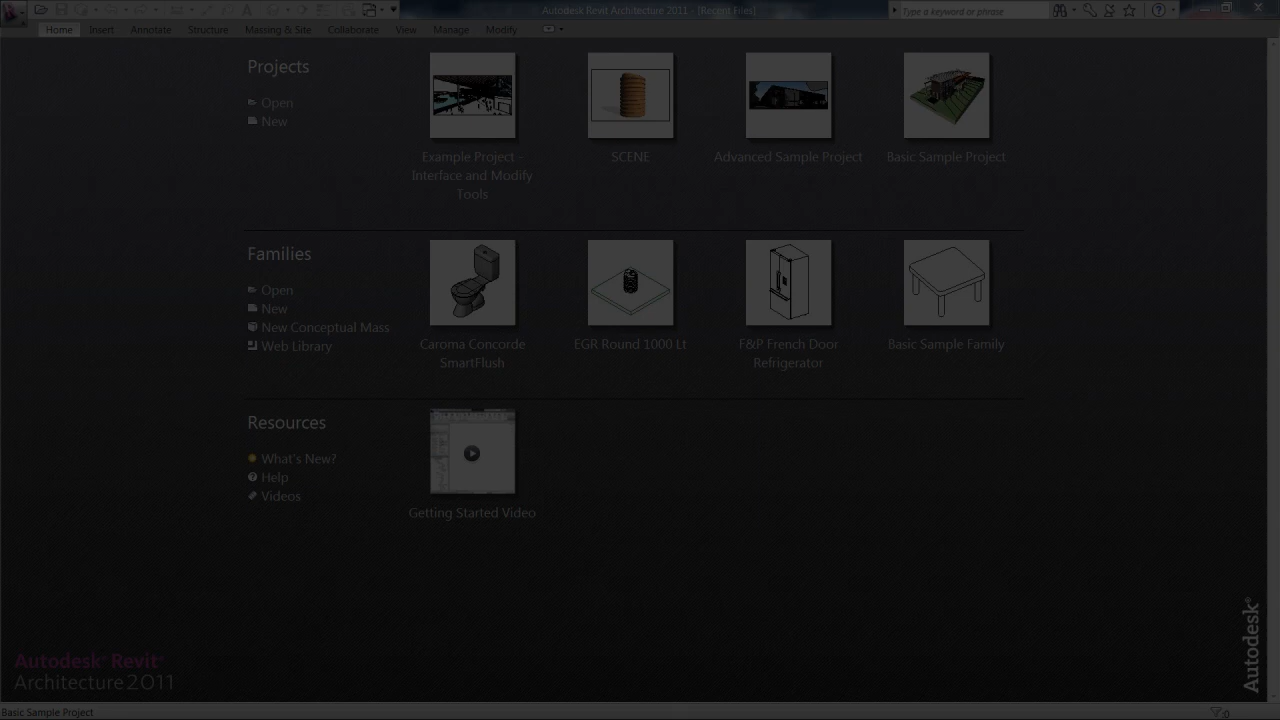 Autodesk Revit Architecture 2011 - [Recent Files]
Type a keyword or phrase
Home Insert Annotate Structure Massing & Site Collaborate View Manage Modify
Projects
Open
New
Example Project -
Interface and Modify
Tools
SCENE
Advanced Sample Project
Basic Sample Project
Families
Open
New
New Conceptual Mass
Web Library
Caroma Concorde
SmartFlush
EGR Round 1000 Lt
F&P French Door
Refrigerator
Basic Sample Family
Resources
What's New?
Help
Videos
Getting Started Video
Autodesk® Revit®
Architecture 2011
Autodesk®
Basic Sample Project
:0